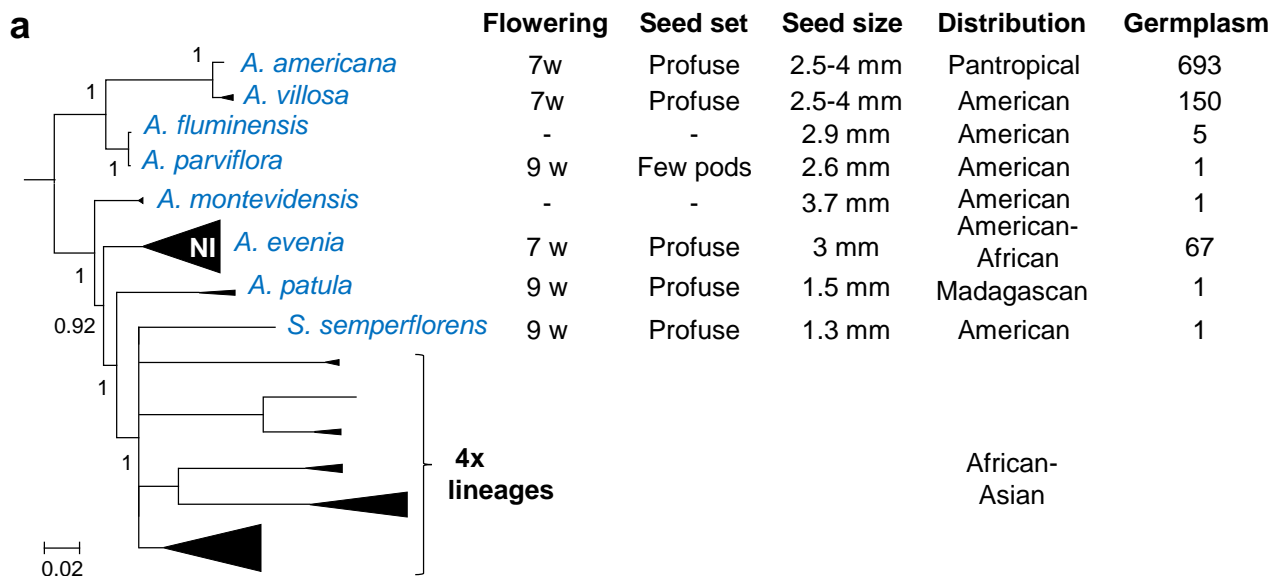 a
Flowering Seed set Seed size Distribution Germplasm
1 A. americana 7w Profuse 2.5-4 mm Pantropical 693
1 A. villosa 7w Profuse 2.5-4 mm American 150
A. fluminensis - - 2.9 mm American 5
1 A. parviflora 9 w Few pods 2.6 mm American 1
A. montevidensis - - 3.7 mm American 1
NI A. evenia 7 w Profuse 3 mm American-African 67
1
A. patula 9 w Profuse 1.5 mm Madagascan 1
0.92 S. semperflorens 9 w Profuse 1.3 mm American 1
1
1 4x
lineages
African-
Asian
0.02